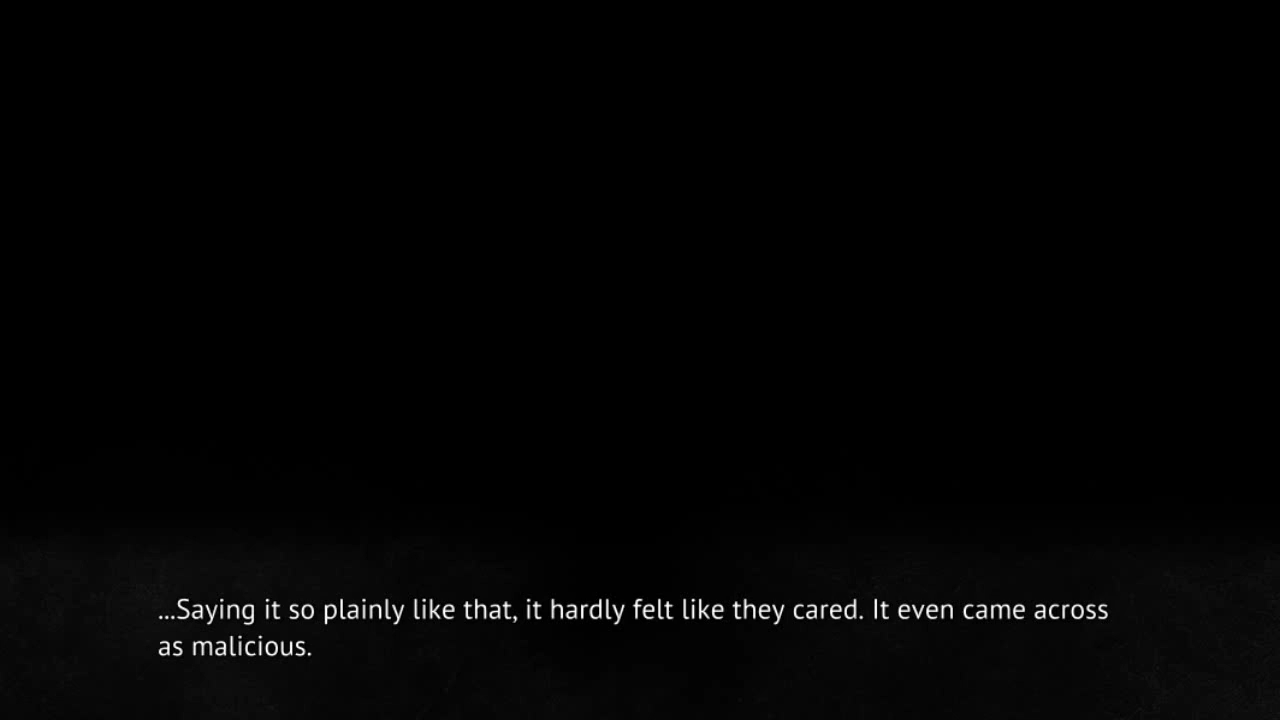 ...Saying it so plainly like that, it hardly felt like they cared. It even came across
as malicious.